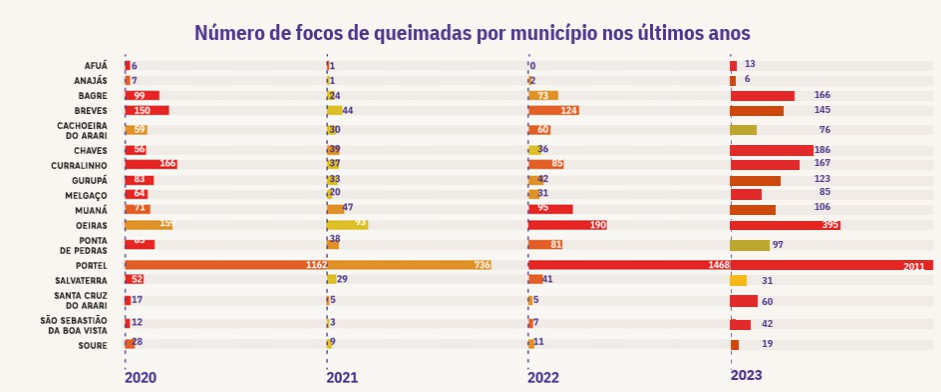 Número de focos de queimadas por município nos últimos anos
AFUÁ 6 1 0 13
ANAJÁS 7 1 2 6
BAGRE 99 24 73 166
BREVES 150 44 124 145
CACHOEIRA
DO ARARI 59 30 60 76
CHAVES 56 39 36 186
CURRALINHO 166 37 85 167
GURUPÁ 83 33 42 123
MELGAÇO 64 20 31 85
MUANÁ 71 47 95 106
OEIRAS 93 190 395
PONTA
DE PEDRAS 38 81 97
PORTEL 1162 736 1468 2011
SALVATERRA 52 29 41 31
SANTA CRUZ
DO ARARI 17 5 5 60
SÃO SEBASTIÃO
DA BOA VISTA 12 3 7 42
SOURE 28 9 11 19
2020 2021 2022 2023